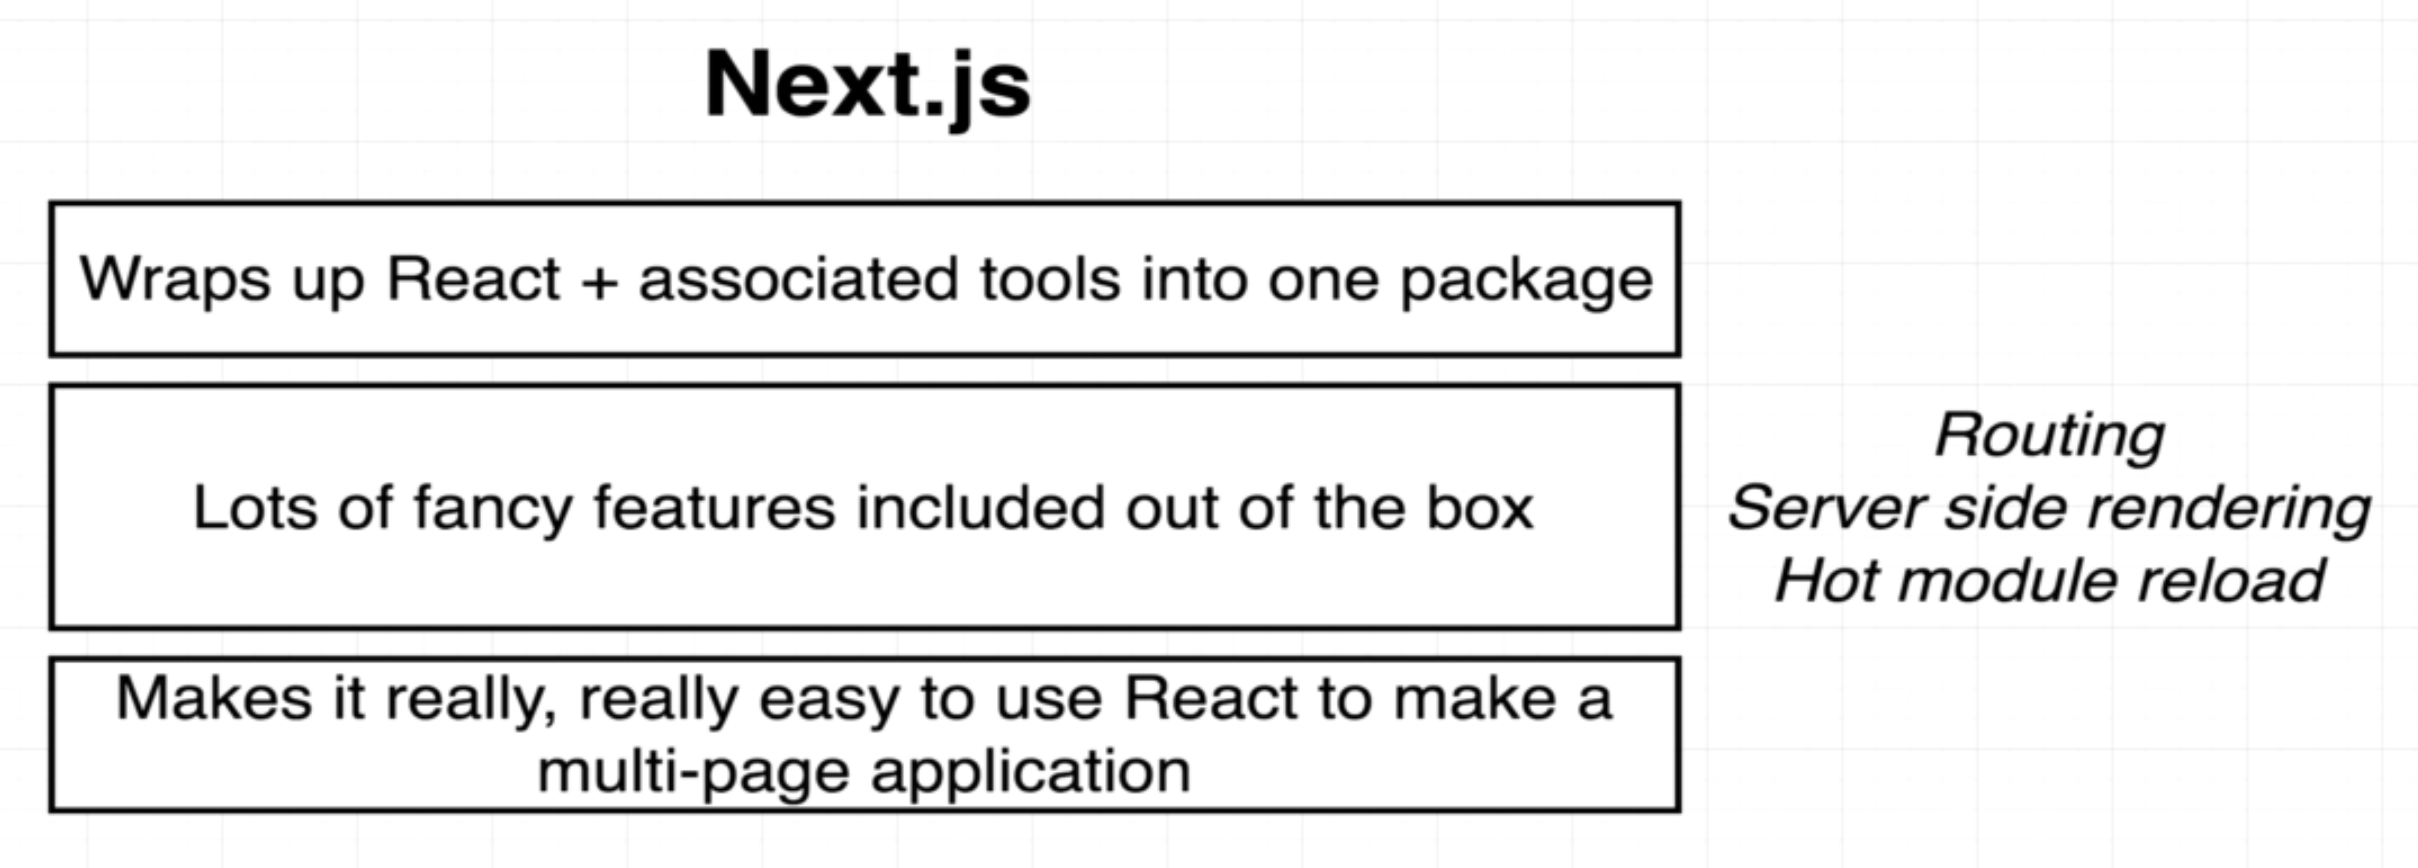 Next.js
Wraps up React + associated tools into one package
Lots of fancy features included out of the box
Routing
Server side rendering
Hot module reload
Makes it really, really easy to use React to make a
multi-page application